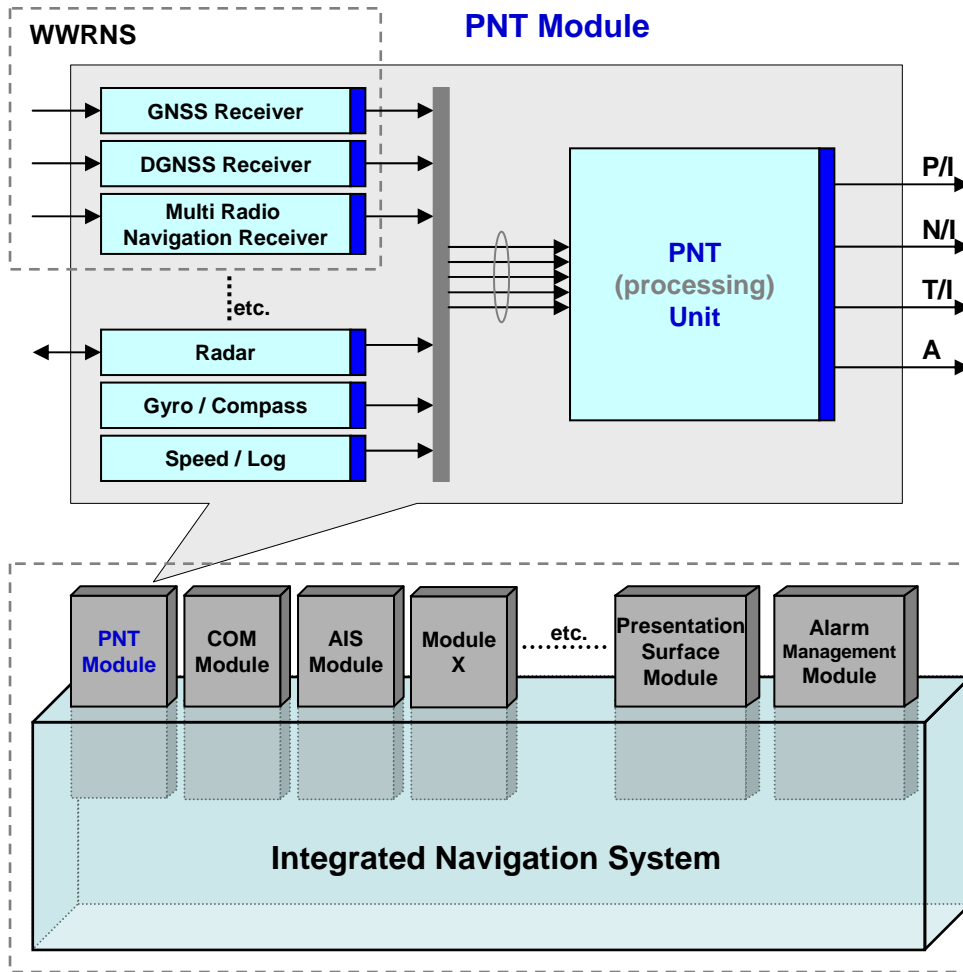 PNT Module
WWRNS
GNSS Receiver
DGNSS Receiver
Multi Radio
Navigation Receiver
etc.
Radar
Gyro / Compass
Speed / Log
PNT
(processing)
Unit
P/I
N/I
T/I
A
PNT
Module
COM
Module
AIS
Module
Module
X
etc.
Presentation
Surface
Module
Alarm
Management
Module
Integrated Navigation System